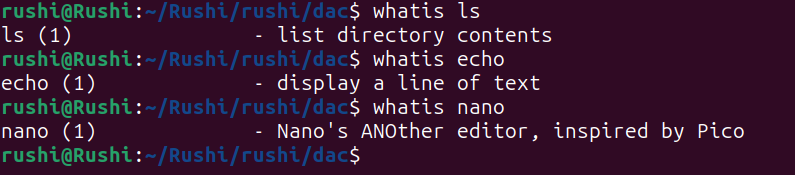 rushi@Rushi:~/Rushi/rushi/dac$ whatis ls
ls (1)               - list directory contents
rushi@Rushi:~/Rushi/rushi/dac$ whatis echo
echo (1)             - display a line of text
rushi@Rushi:~/Rushi/rushi/dac$ whatis nano
nano (1)             - Nano's ANOther editor, inspired by Pico
rushi@Rushi:~/Rushi/rushi/dac$